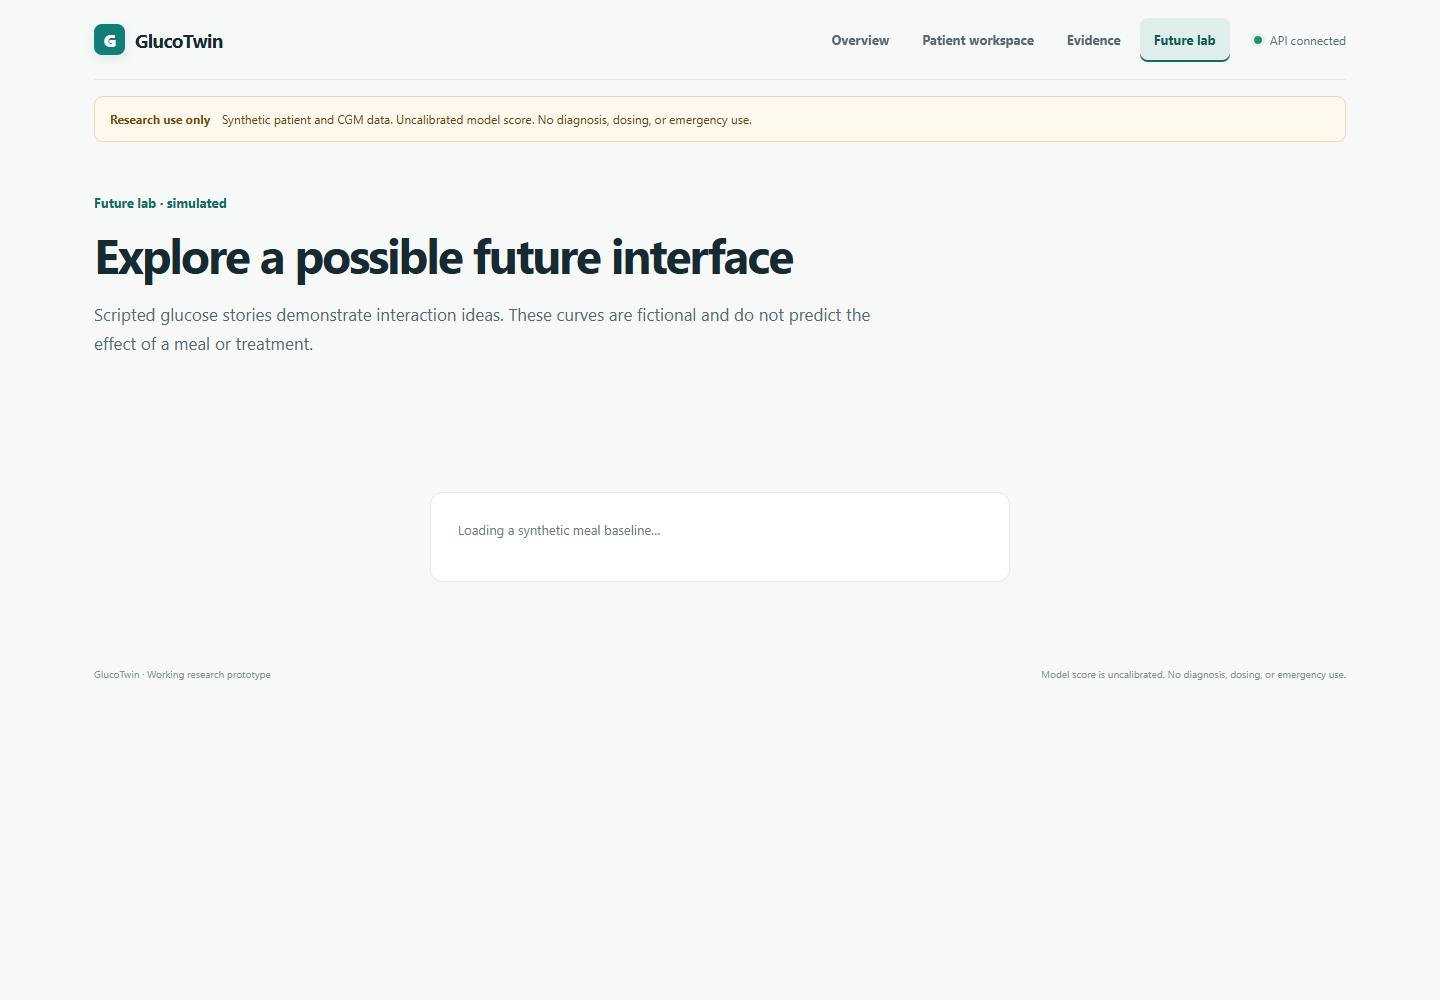 G
GlucoTwin
Overview
Patient workspace
Evidence
Future lab
API connected
Research use only Synthetic patient and CGM data. Uncalibrated model score. No diagnosis, dosing, or emergency use.
Future lab · simulated
Explore a possible future interface
Scripted glucose stories demonstrate interaction ideas. These curves are fictional and do not predict the
effect of a meal or treatment.
Loading a synthetic meal baseline...
GlucoTwin · Working research prototype
Model score is uncalibrated. No diagnosis, dosing, or emergency use.